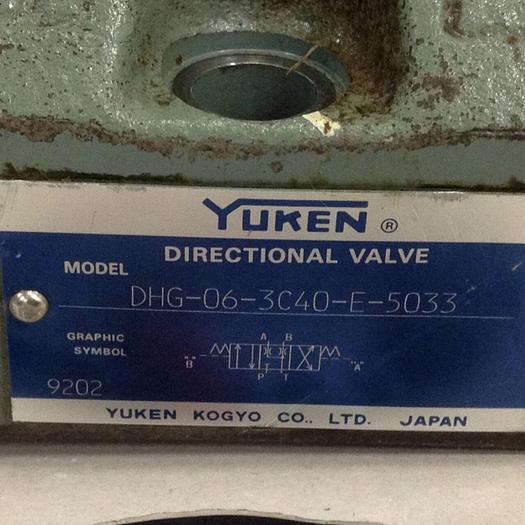 YUKEN ®
DIRECTIONAL VALVE
MODEL DHG-06-3C40-E-5033
GRAPHIC
SYMBOL
A B
"B" "A"
P T
9202
YUKEN KOGYO CO., LTD. JAPAN